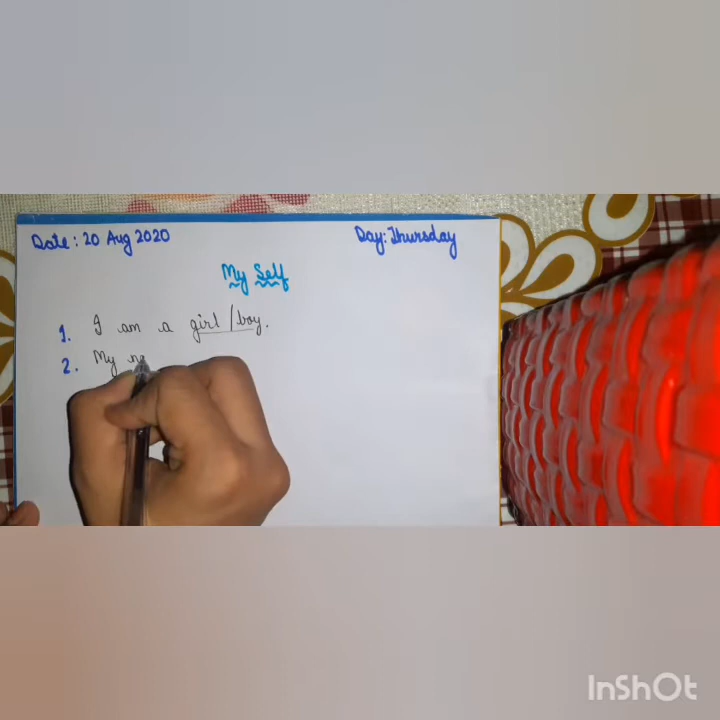 Date : 20 Aug 2020 Day: Thursday
My Self
1. I am a girl / boy.
2. My
InShOt